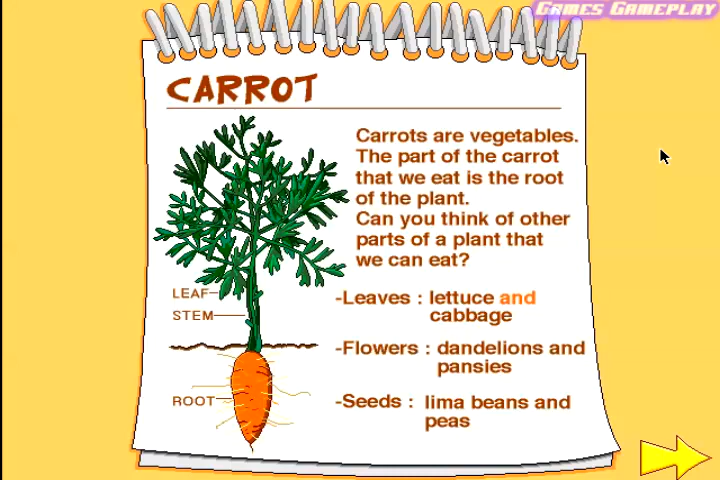 GAMES GAMEPLAY
CARROT
Carrots are vegetables.
The part of the carrot
that we eat is the root
of the plant.
Can you think of other
parts of a plant that
we can eat?
LEAF
STEM
ROOT
-Leaves : lettuce and
cabbage
-Flowers : dandelions and
pansies
-Seeds : lima beans and
peas